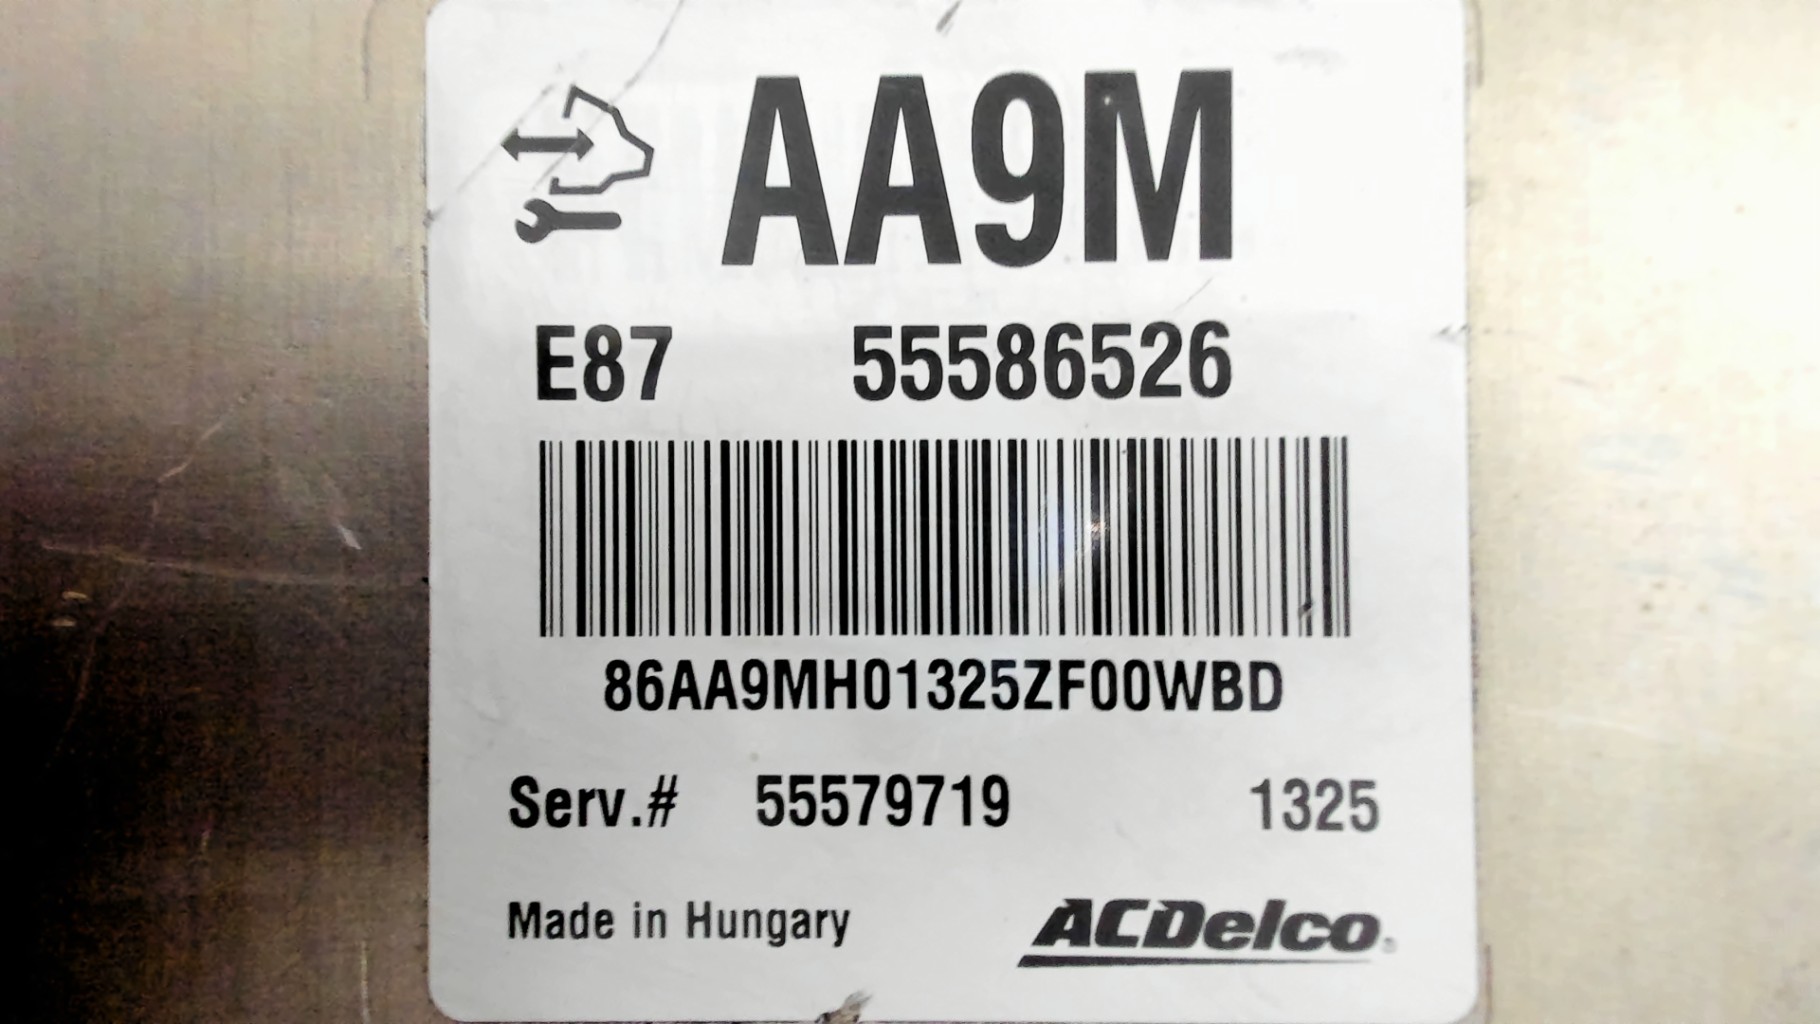 AA9M
E87 55586526
86AA9MH01325ZF00WBD
Serv.# 55579719 1325
Made in Hungary ACDelco